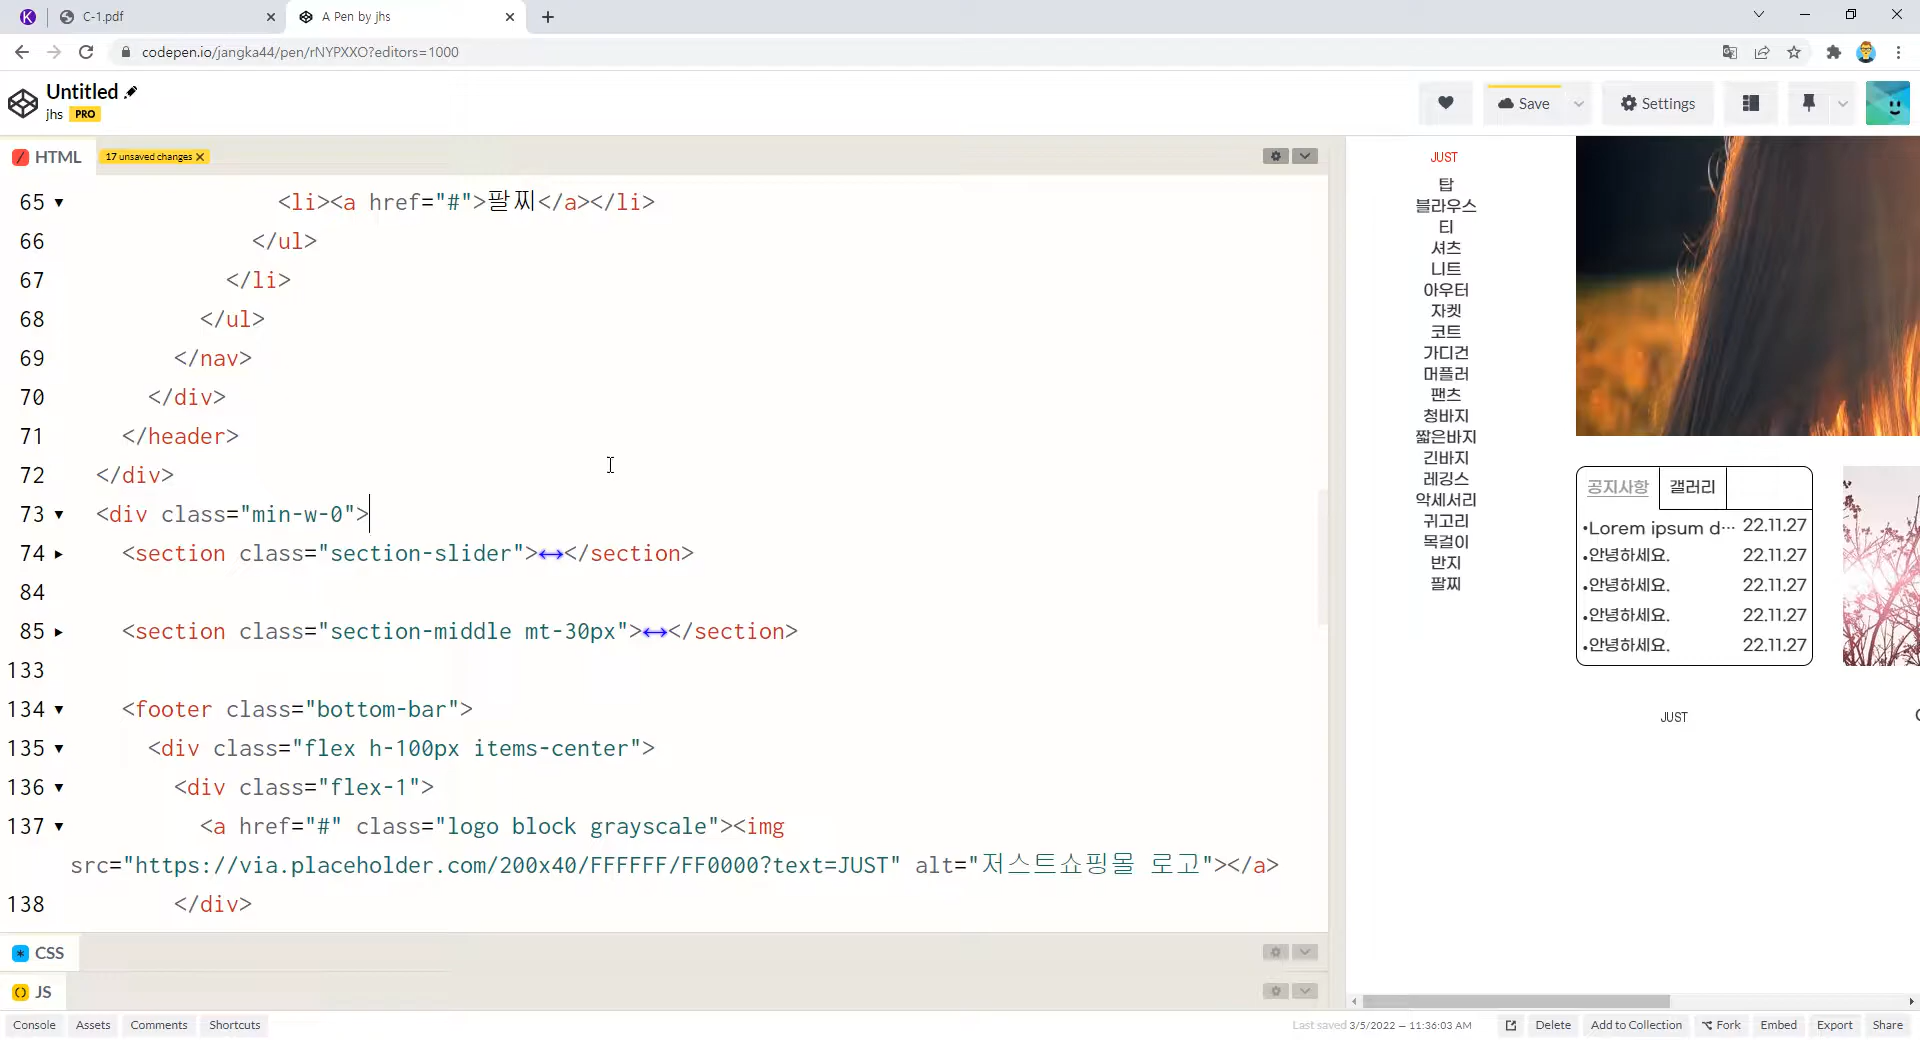 C-1.pdf
A Pen by jhs
codepen.io/jangka44/pen/rNYPXXO?editors=1000
Untitled
jhs PRO
Save
Settings
HTML
17 unsaved changes
65 <li><a href="#">팔찌</a></li>
66 </ul>
67 </li>
68 </ul>
69 </nav>
70 </div>
71 </header>
72 </div>
73 <div class="min-w-0">
74 <section class="section-slider">↔</section>
84
85 <section class="section-middle mt-30px">↔</section>
133
134 <footer class="bottom-bar">
135 <div class="flex h-100px items-center">
136 <div class="flex-1">
137 <a href="#" class="logo block grayscale"><img
src="https://via.placeholder.com/200x40/FFFFFF/FF0000?text=JUST" alt="저스트쇼핑몰 로고"></a>
138 </div>
CSS
JS
JUST
탑
블라우스
티
셔츠
니트
아우터
자켓
코트
가디건
머플러
팬츠
청바지
짧은바지
긴바지
레깅스
악세서리
귀고리
목걸이
반지
팔찌
공지사항 갤러리
•Lorem ipsum d… 22.11.27
•안녕하세요. 22.11.27
•안녕하세요. 22.11.27
•안녕하세요. 22.11.27
•안녕하세요. 22.11.27
JUST
Console Assets Comments Shortcuts
Last saved 3/5/2022 — 11:36:03 AM
Delete Add to Collection Fork Embed Export Share